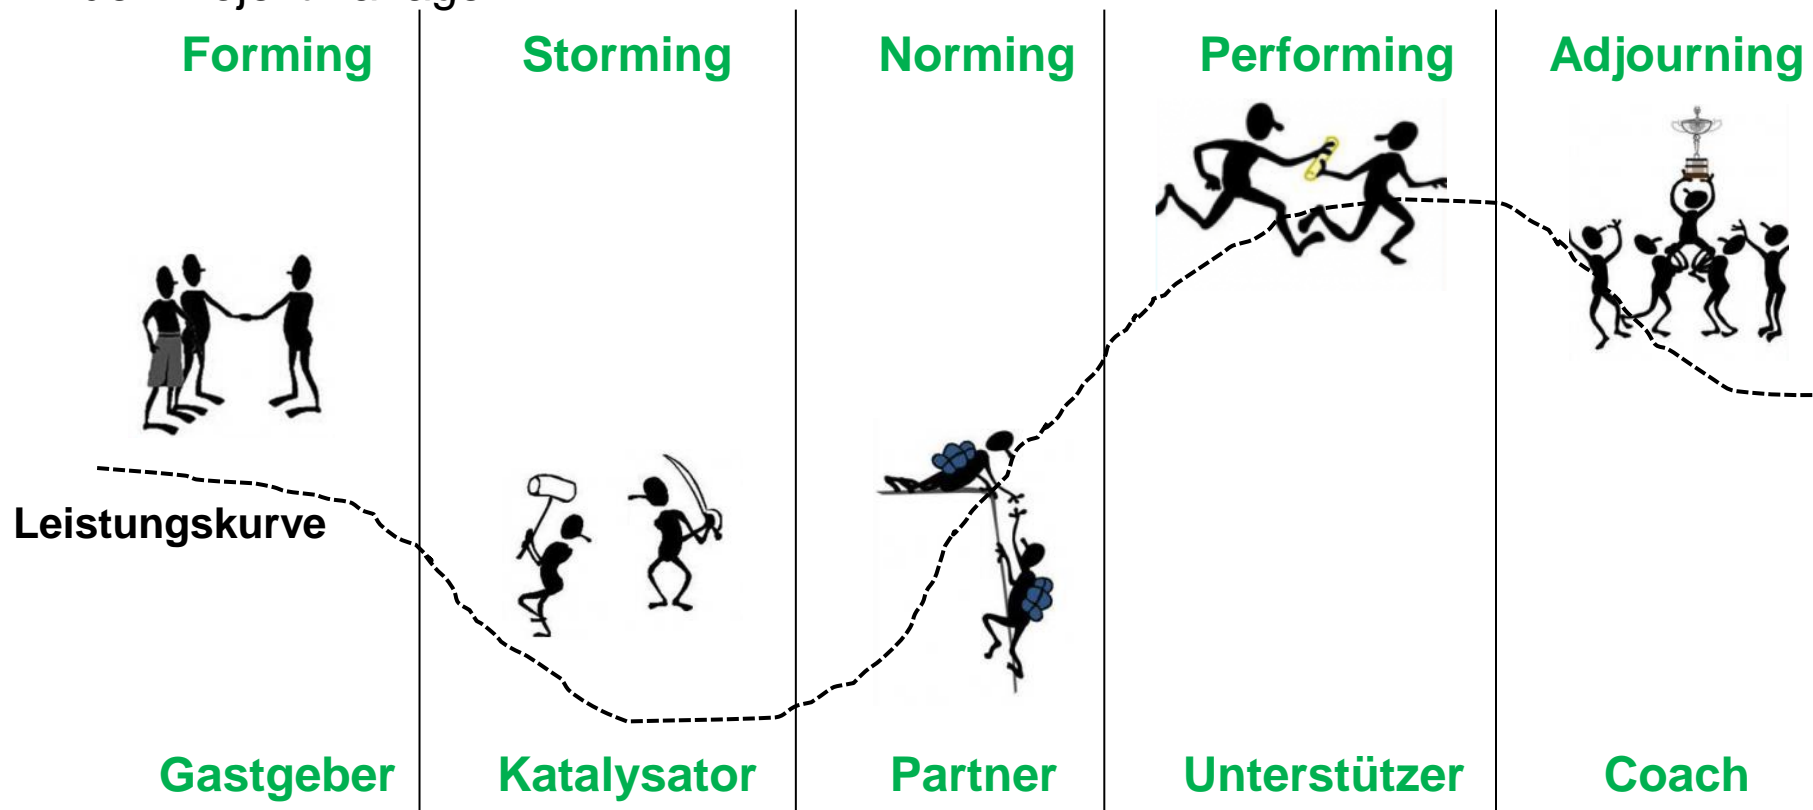 Forming Storming Norming Performing Adjourning
Leistungskurve
Gastgeber Katalysator Partner Unterstützer Coach